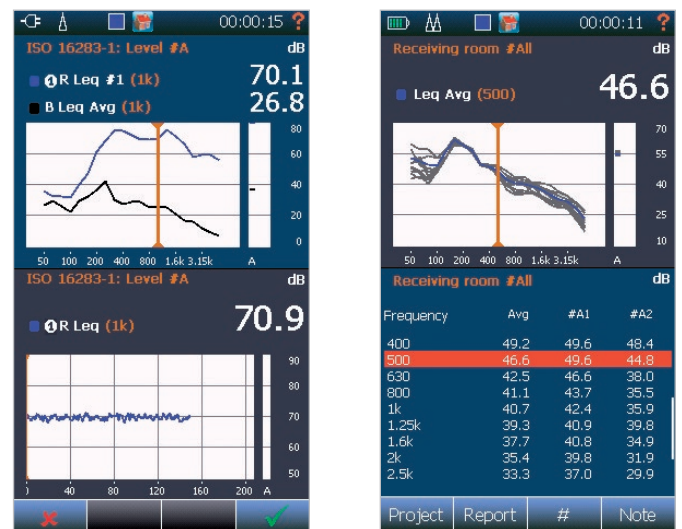 00:00:15 ?
ISO 16283-1: Level #A dB
1 R Leq #1 (1k) 70.1
B Leq Avg (1k) 26.8
80
60
40
20
0
50 100 200 400 800 1.6k 3.15k A
ISO 16283-1: Level #A dB
1 R Leq (1k) 70.9
90
80
70
60
50
0 40 80 120 160 200 A
00:00:11 ?
Receiving room #All dB
Leq Avg (500) 46.6
70
55
40
25
10
50 100 200 400 800 1.6k 3.15k A
Receiving room #All dB
Frequency Avg #A1 #A2
400 49.2 49.6 48.4
500 46.6 49.6 44.8
630 42.5 46.6 38.0
800 41.1 43.7 35.5
1k 40.7 42.4 35.9
1.25k 39.3 40.9 39.8
1.6k 37.7 40.8 34.9
2k 35.4 39.8 31.9
2.5k 33.3 37.0 29.9
Project Report # Note